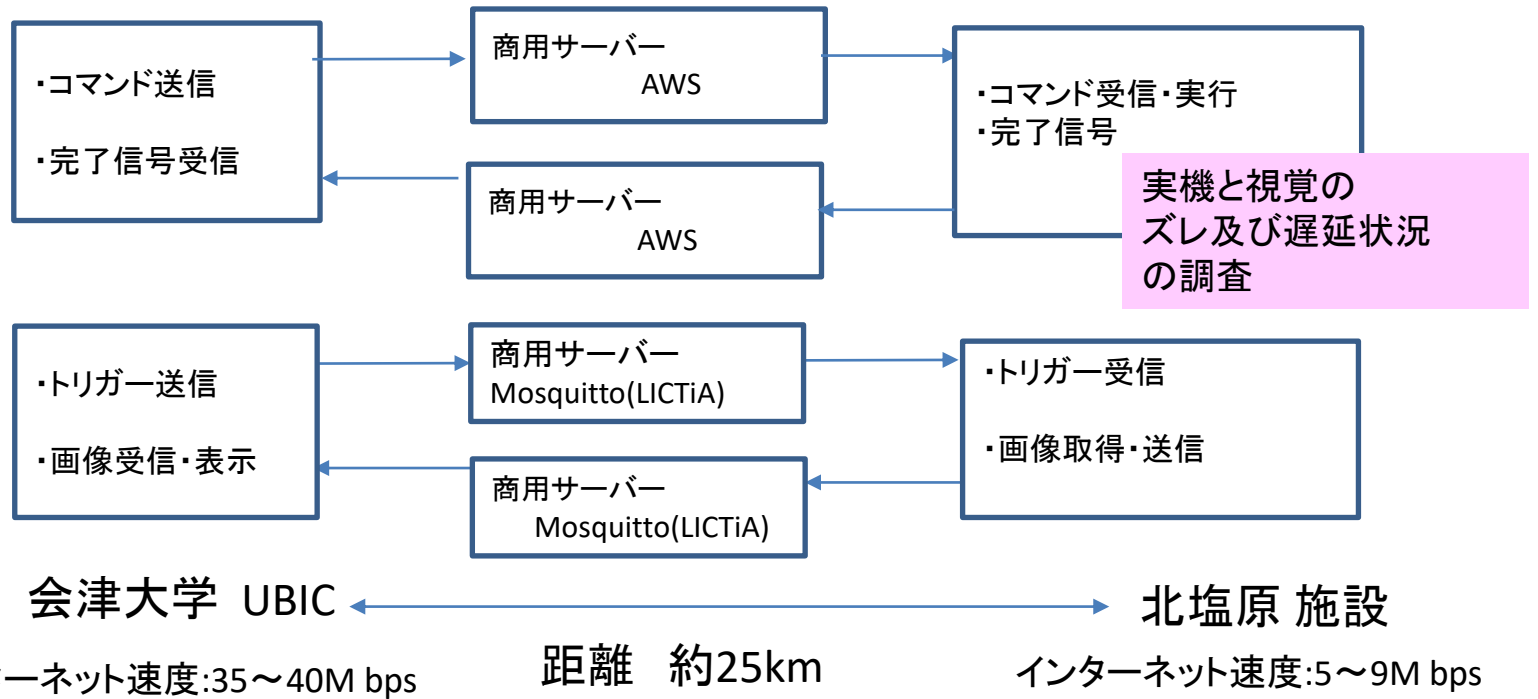 ・コマンド送信
・完了信号受信
商用サーバー
AWS
商用サーバー
AWS
・コマンド受信・実行
・完了信号
実機と視覚の
ズレ及び遅延状況
の調査
・トリガー送信
・画像受信・表示
商用サーバー
Mosquitto(LICTiA)
商用サーバー
Mosquitto(LICTiA)
・トリガー受信
・画像取得・送信
会津大学 UBIC
北塩原 施設
ーネット速度:35～40M bps
距離 約25km
インターネット速度:5～9M bps